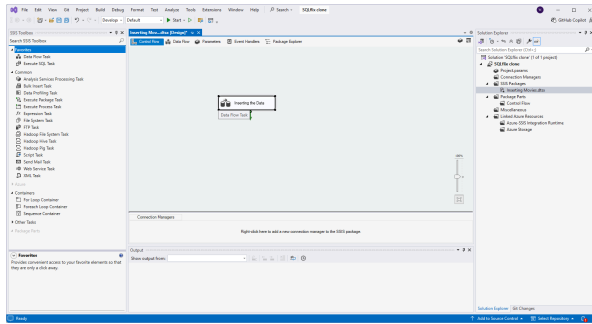 File Edit View Git Project Build Debug Format Test Analyze Tools Extensions Window Help Search SQLflix clone
Develop Default Start GitHub Copilot
SSIS Toolbox
Search SSIS Toolbox
Favorites
Data Flow Task
Execute SQL Task
Common
Analysis Services Processing Task
Bulk Insert Task
Data Profiling Task
Execute Package Task
Execute Process Task
Expression Task
File System Task
FTP Task
Hadoop File System Task
Hadoop Hive Task
Hadoop Pig Task
Script Task
Send Mail Task
Web Service Task
XML Task
Azure
Containers
For Loop Container
Foreach Loop Container
Sequence Container
Other Tasks
Package Parts
Favorites
Provides convenient access to your favorite elements so that
they are only a click away.
Inserting Mov...dtsx [Design]*
Control Flow Data Flow Parameters Event Handlers Package Explorer
Inserting the Data
Data Flow Task
Connection Managers
Right-click here to add a new connection manager to the SSIS package.
Output
Show output from:
Solution Explorer
Search Solution Explorer (Ctrl+;)
Solution 'SQLflix clone' (1 of 1 project)
SQLflix clone
Project.params
Connection Managers
SSIS Packages
Inserting Movies.dtsx
Package Parts
Control Flow
Miscellaneous
Linked Azure Resources
Azure-SSIS Integration Runtime
Azure Storage
Solution Explorer Git Changes
Ready Add to Source Control Select Repository